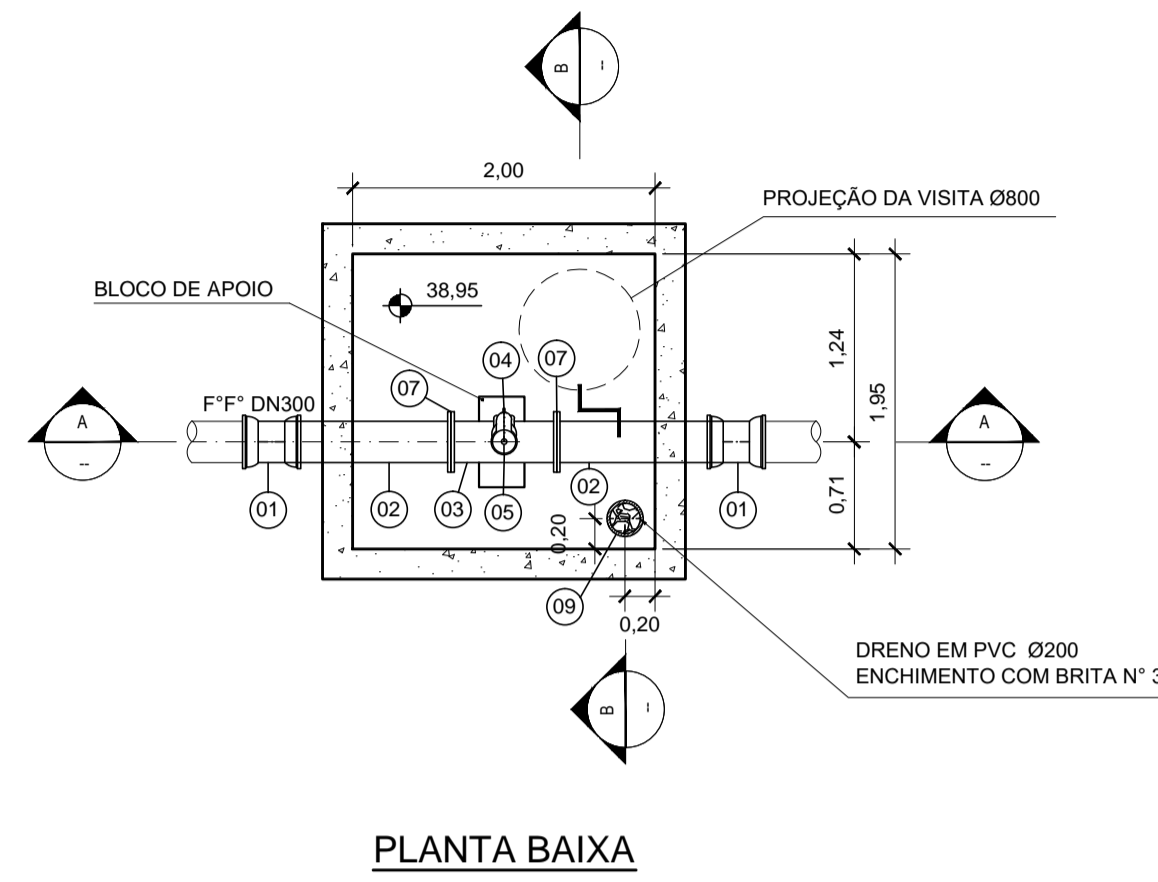 B
--
2,00
PROJEÇÃO DA VISITA Ø800
BLOCO DE APOIO
38,95
1,24
1,95
04
07
07
F°F° DN300
A
--
A
--
01
02
03
05
02
01
0,71
0,20
09
0,20
DRENO EM PVC Ø200
ENCHIMENTO COM BRITA N° 3
B
--
PLANTA BAIXA